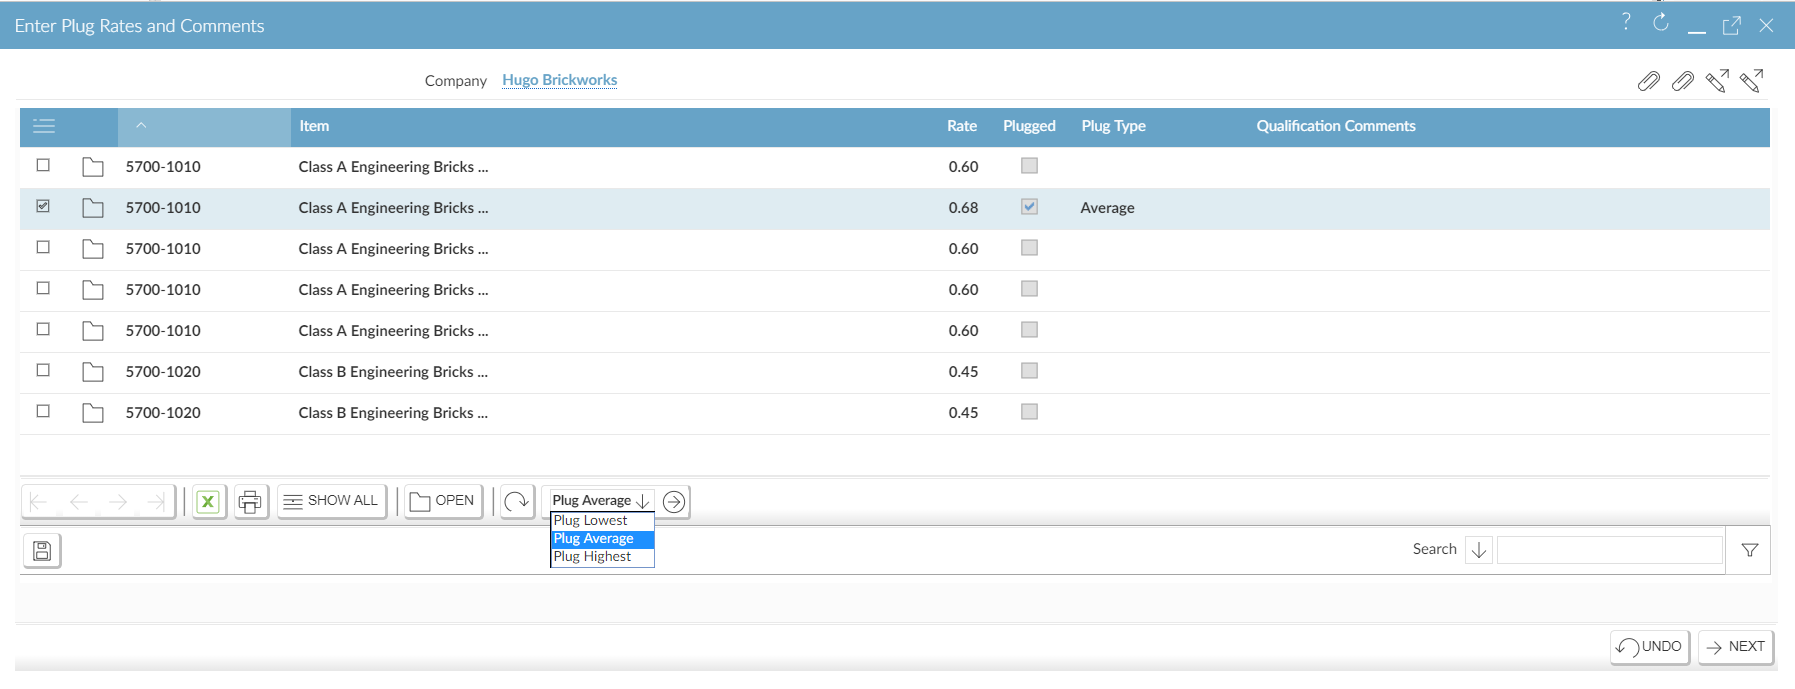 Enter Plug Rates and Comments
Company Hugo Brickworks
Item Rate Plugged Plug Type Qualification Comments
5700-1010 Class A Engineering Bricks ... 0.60
5700-1010 Class A Engineering Bricks ... 0.68 Average
5700-1010 Class A Engineering Bricks ... 0.60
5700-1010 Class A Engineering Bricks ... 0.60
5700-1010 Class A Engineering Bricks ... 0.60
5700-1020 Class B Engineering Bricks ... 0.45
5700-1020 Class B Engineering Bricks ... 0.45
SHOW ALL OPEN Plug Average
Plug Lowest
Plug Average
Plug Highest
Search
UNDO NEXT